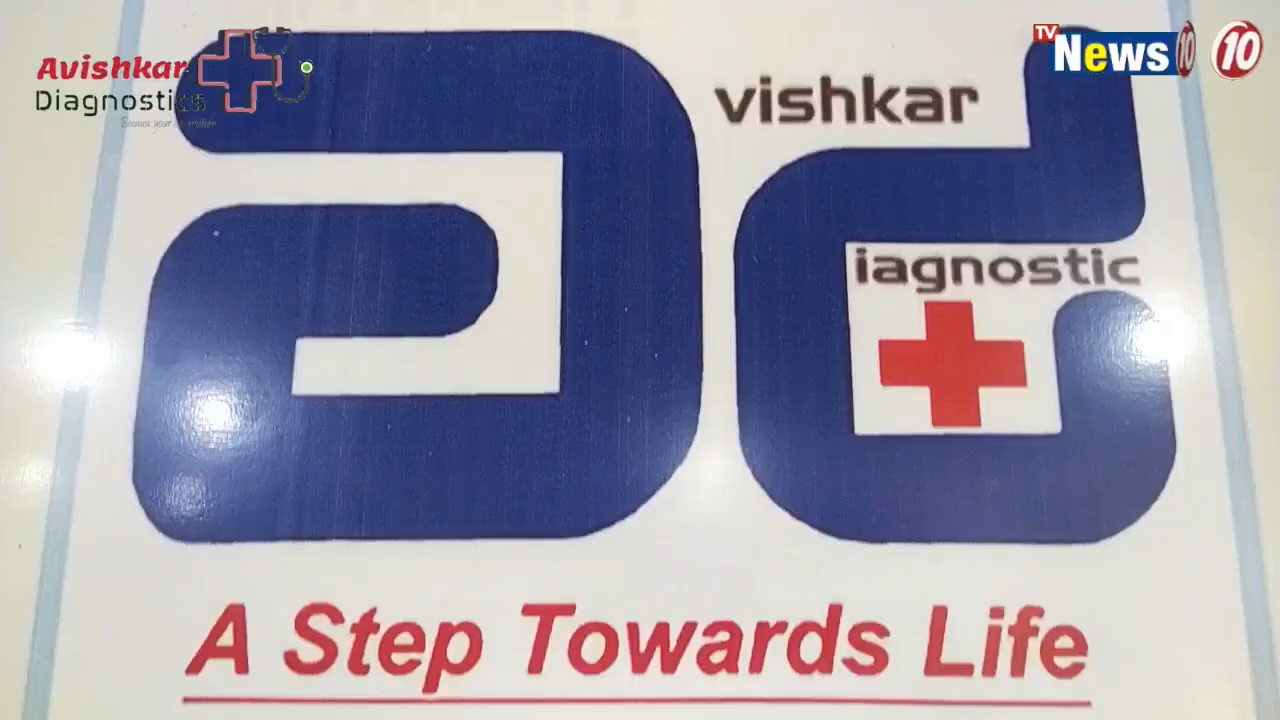 Avishkar
Diagnostics
TV
News 10
10
vishkar
iagnostic
A Step Towards Life